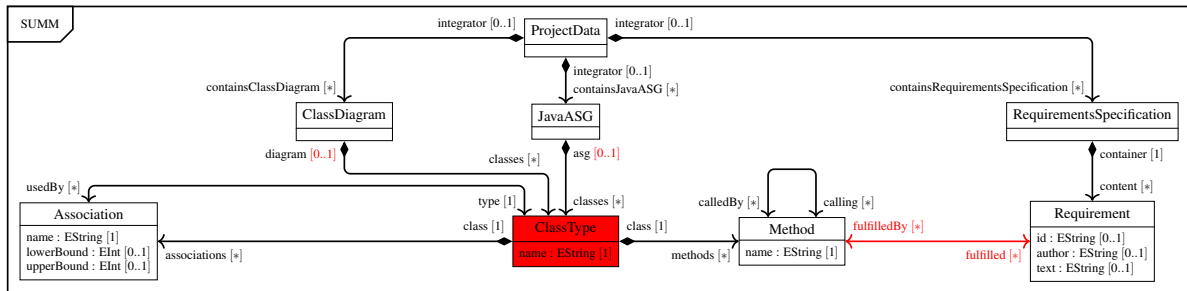 SUMM
integrator [0..1]
ProjectData
integrator [0..1]
integrator [0..1]
containsJavaASG [*]
containsClassDiagram [*]
containsRequirementsSpecification [*]
ClassDiagram
JavaASG
RequirementsSpecification
diagram [0..1]
classes [*]
asg [0..1]
container [1]
usedBy [*]
type [1]
classes [*]
calledBy [*]
calling [*]
content [*]
Association
name : EString [1]
lowerBound : EInt [0..1]
upperBound : EInt [0..1]
associations [*]
class [1]
ClassType
name : EString [1]
class [1]
methods [*]
Method
name : EString [1]
fulfilledBy [*]
fulfilled [*]
Requirement
id : EString [0..1]
author : EString [0..1]
text : EString [0..1]